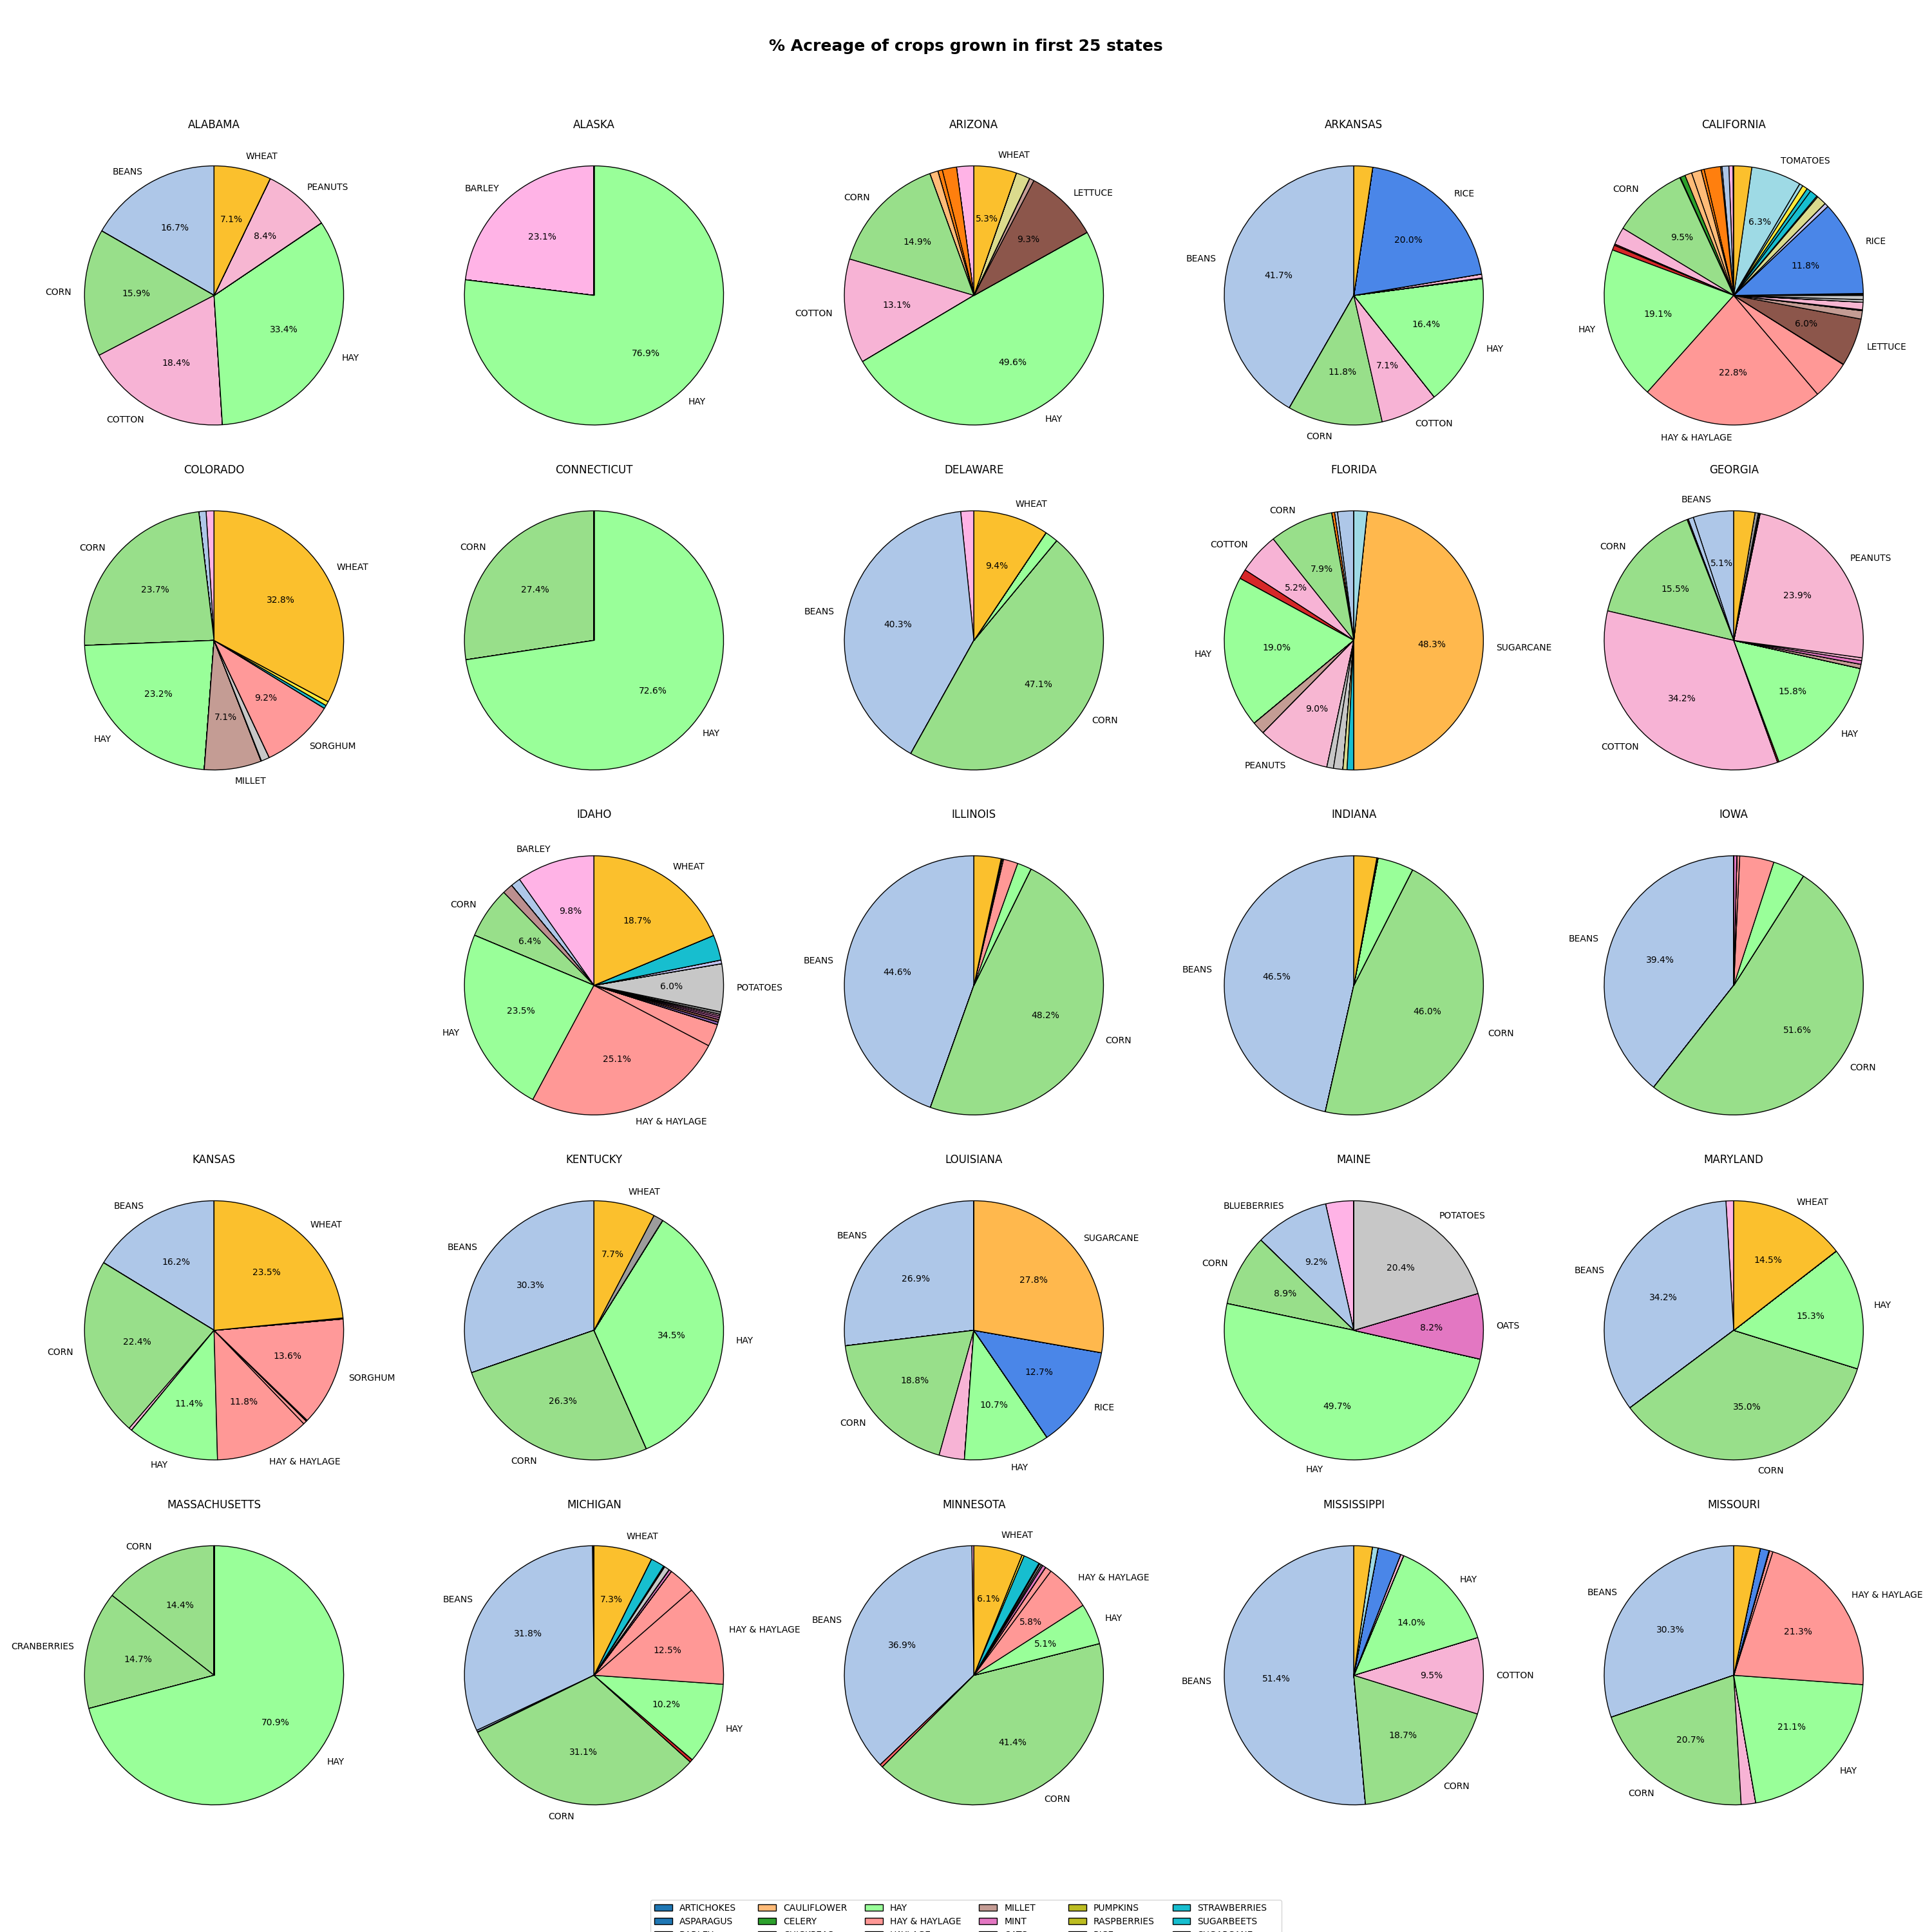 % Acreage of crops grown in first 25 states
ALABAMA
WHEAT
7.1%
PEANUTS
8.4%
BEANS
16.7%
CORN
15.9%
33.4%
HAY
18.4%
COTTON
ALASKA
BARLEY
23.1%
76.9%
HAY
ARIZONA
WHEAT
5.3%
LETTUCE
9.3%
CORN
14.9%
COTTON
13.1%
49.6%
HAY
ARKANSAS
RICE
20.0%
BEANS
41.7%
16.4%
HAY
11.8%
CORN
7.1%
COTTON
CALIFORNIA
TOMATOES
6.3%
CORN
9.5%
RICE
11.8%
HAY
19.1%
6.0%
LETTUCE
22.8%
HAY & HAYLAGE
COLORADO
CORN
23.7%
WHEAT
32.8%
23.2%
HAY
7.1%
MILLET
9.2%
SORGHUM
CONNECTICUT
CORN
27.4%
72.6%
HAY
DELAWARE
WHEAT
9.4%
BEANS
40.3%
47.1%
CORN
FLORIDA
CORN
7.9%
COTTON
5.2%
HAY
19.0%
48.3%
SUGARCANE
9.0%
PEANUTS
GEORGIA
BEANS
5.1%
CORN
15.5%
PEANUTS
23.9%
34.2%
COTTON
15.8%
HAY
IDAHO
BARLEY
9.8%
WHEAT
18.7%
CORN
6.4%
6.0%
POTATOES
23.5%
HAY
25.1%
HAY & HAYLAGE
ILLINOIS
BEANS
44.6%
48.2%
CORN
INDIANA
BEANS
46.5%
46.0%
CORN
IOWA
BEANS
39.4%
51.6%
CORN
KANSAS
BEANS
16.2%
WHEAT
23.5%
CORN
22.4%
13.6%
SORGHUM
11.4%
HAY
11.8%
HAY & HAYLAGE
KENTUCKY
WHEAT
7.7%
BEANS
30.3%
34.5%
HAY
26.3%
CORN
LOUISIANA
BEANS
26.9%
SUGARCANE
27.8%
18.8%
CORN
12.7%
RICE
10.7%
HAY
MAINE
BLUEBERRIES
9.2%
POTATOES
20.4%
CORN
8.9%
8.2%
OATS
49.7%
HAY
MARYLAND
WHEAT
14.5%
BEANS
34.2%
15.3%
HAY
35.0%
CORN
MASSACHUSETTS
CORN
14.4%
CRANBERRIES
14.7%
70.9%
HAY
MICHIGAN
WHEAT
7.3%
BEANS
31.8%
12.5%
HAY & HAYLAGE
10.2%
HAY
31.1%
CORN
MINNESOTA
WHEAT
6.1%
HAY & HAYLAGE
5.8%
HAY
5.1%
BEANS
36.9%
41.4%
CORN
MISSISSIPPI
HAY
14.0%
BEANS
51.4%
9.5%
COTTON
18.7%
CORN
MISSOURI
BEANS
30.3%
HAY & HAYLAGE
21.3%
20.7%
CORN
21.1%
HAY
ARTICHOKES CAULIFLOWER HAY MILLET PUMPKINS STRAWBERRIES
ASPARAGUS CELERY HAY & HAYLAGE MINT RASPBERRIES SUGARBEETS